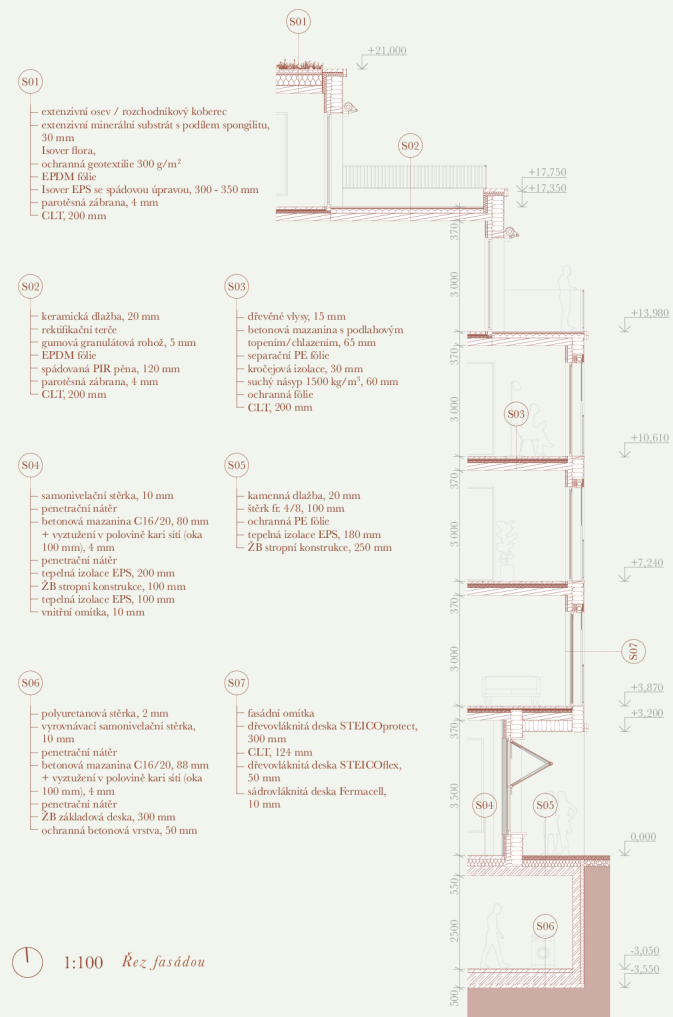 S01
+21,000
S01
extenzivní osev / rozchodníkový koberec
extenzivní minerální substrát s podílem spongilitu,
30 mm
Isover flora,
ochranná geotextilie 300 g/m²
EPDM fólie
Isover EPS se spádovou úpravou, 300 - 350 mm
parotěsná zábrana, 4 mm
CLT, 200 mm
S02
+17,750
+17,350
370
3 000
S02
keramická dlažba, 20 mm
rektifikační terče
gumová granulátová rohož, 5 mm
EPDM fólie
spádovaná PIR pěna, 120 mm
parotěsná zábrana, 4 mm
CLT, 200 mm
S03
dřevěné vlysy, 15 mm
betonová mazanina s podlahovým
topením/chlazením, 65 mm
separační PE fólie
kročejová izolace, 30 mm
suchý násyp 1500 kg/m³, 60 mm
ochranná fólie
CLT, 200 mm
+13,980
370
3 000
S03
+10,610
S04
samonivelační stěrka, 10 mm
penetrační nátěr
betonová mazanina C16/20, 80 mm
+ vyztužení v polovině kari sítí (oka
100 mm), 4 mm
penetrační nátěr
tepelná izolace EPS, 200 mm
ŽB stropní konstrukce, 100 mm
tepelná izolace EPS, 100 mm
vnitřní omítka, 10 mm
S05
kamenná dlažba, 20 mm
štěrk fr. 4/8, 100 mm
ochranná PE fólie
tepelná izolace EPS, 180 mm
ŽB stropní konstrukce, 250 mm
370
3 000
+7,240
370
3 000
S07
+3,870
+3,200
S06
polyuretanová stěrka, 2 mm
vyrovnávací samonivelační stěrka,
10 mm
penetrační nátěr
betonová mazanina C16/20, 88 mm
+ vyztužení v polovině kari sítí (oka
100 mm), 4 mm
penetrační nátěr
ŽB základová deska, 300 mm
ochranná betonová vrstva, 50 mm
S07
fasádní omítka
dřevovláknitá deska STEICOprotect,
300 mm
CLT, 124 mm
dřevovláknitá deska STEICOflex,
50 mm
sádrovláknitá deska Fermacell,
10 mm
370
3 500
S04
S05
0,000
550
2500
S06
-3,050
-3,550
500
1:100 Řez fasádou